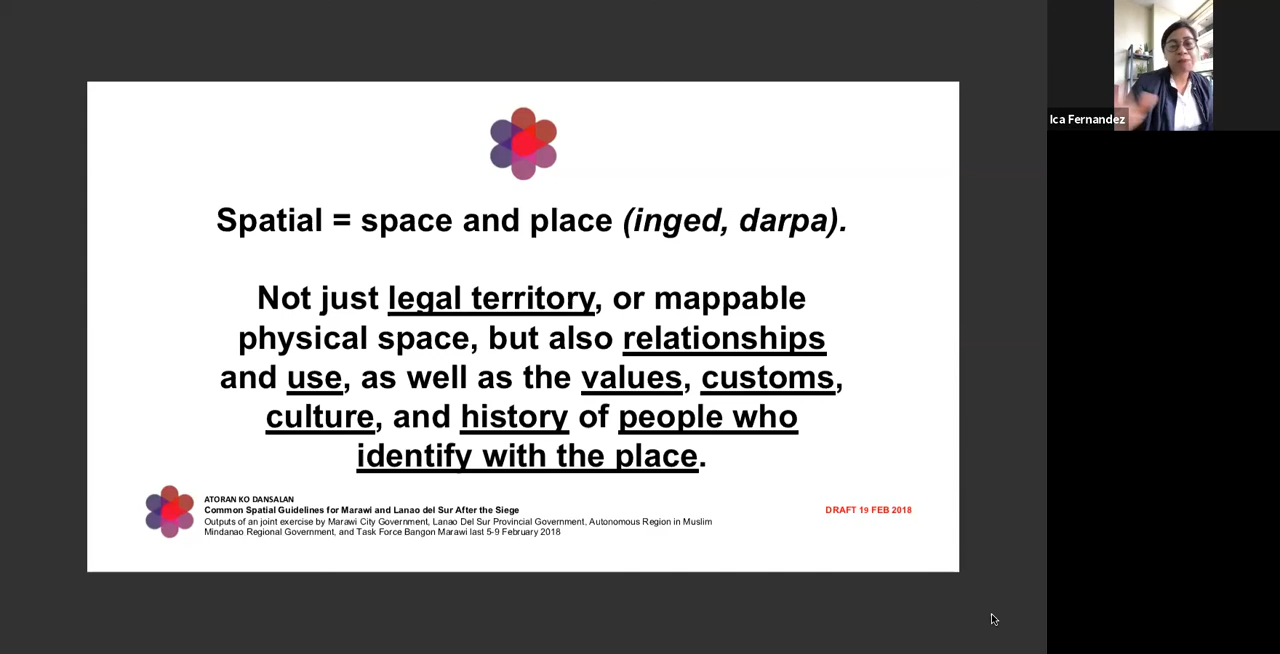 Spatial = space and place (inged, darpa).
Not just legal territory, or mappable
physical space, but also relationships
and use, as well as the values, customs,
culture, and history of people who
identify with the place.
ATORAN KO DANSALAN
Common Spatial Guidelines for Marawi and Lanao del Sur After the Siege
Outputs of an joint exercise by Marawi City Government, Lanao Del Sur Provincial Government, Autonomous Region in Muslim
Mindanao Regional Government, and Task Force Bangon Marawi last 5-9 February 2018
DRAFT 19 FEB 2018
Ica Fernandez